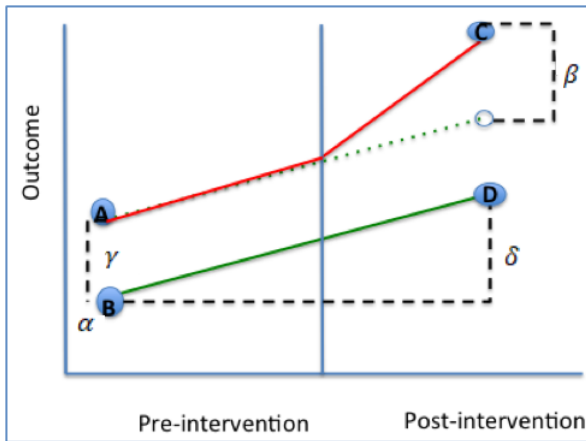 C
β
Outcome
A
D
γ
δ
B
α
Pre-intervention
Post-intervention